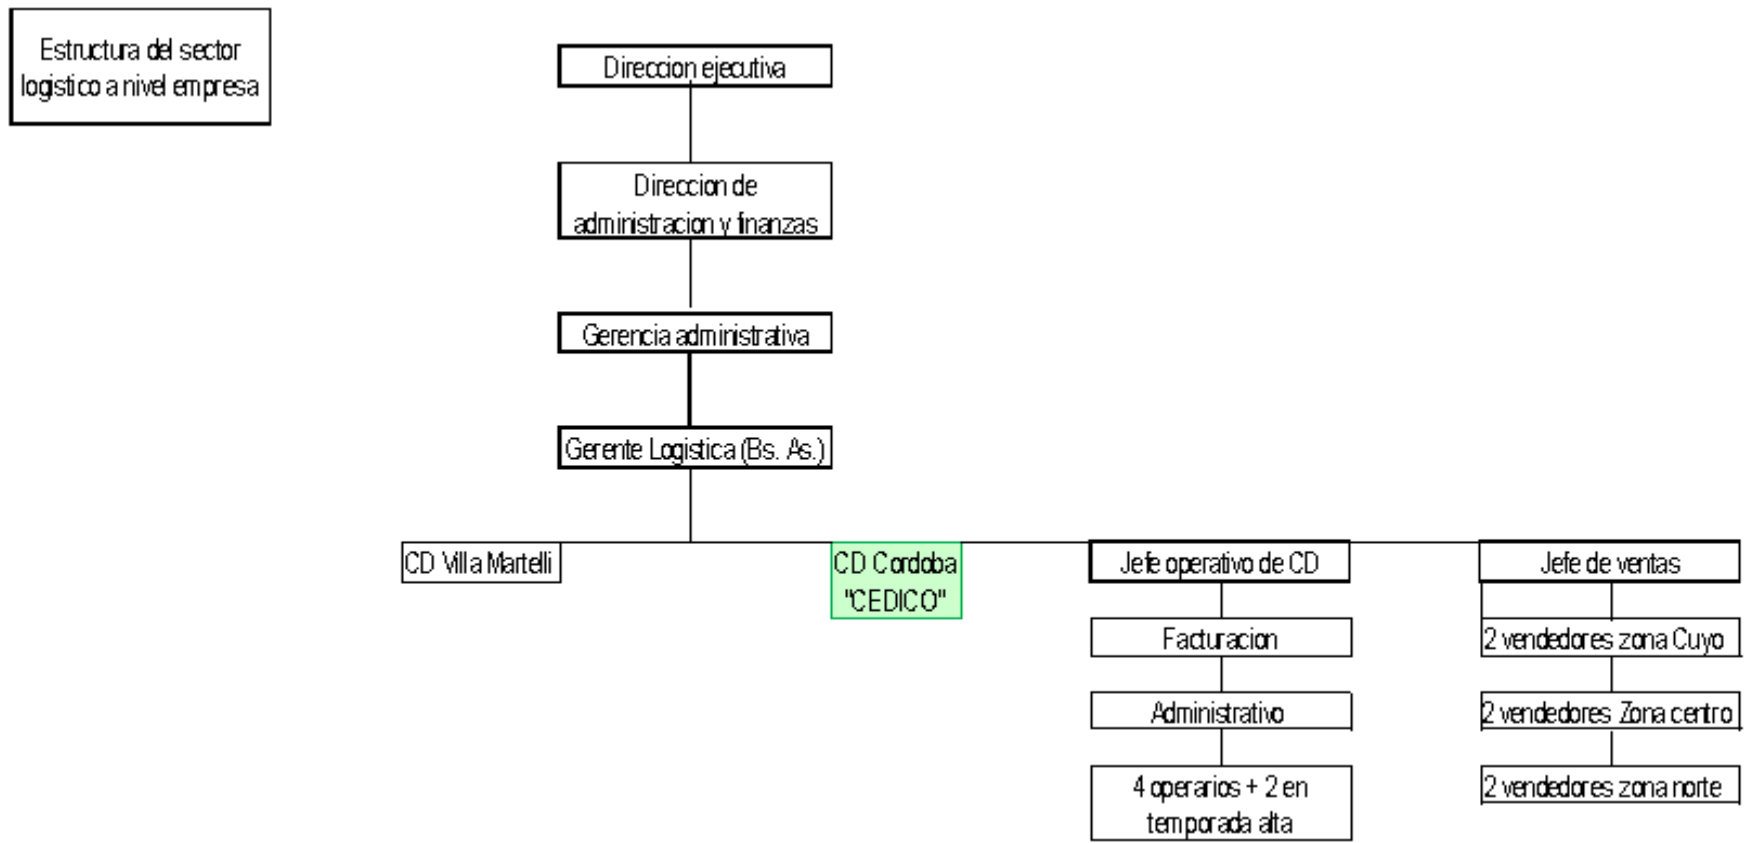 Estructura del sector
logistico a nivel empresa
Direccion ejecutiva
Direccion de
administracion y finanzas
Gerencia administrativa
Gerente Logistica (Bs. As.)
CD Villa Martelli
CD Cordoba
"CEDICO"
Jefe operativo de CD
Jefe de ventas
Facturacion
2 vendedores zona Cuyo
Administrativo
2 vendedores Zona centro
4 operarios + 2 en
temporada alta
2 vendedores zona norte